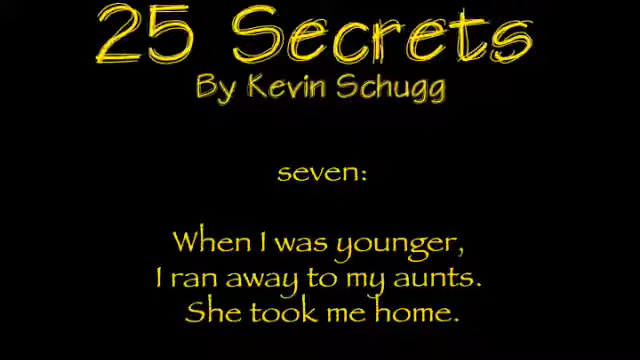 25 Secrets
By Kevin Schugg
seven:
When I was younger,
I ran away to my aunts.
She took me home.